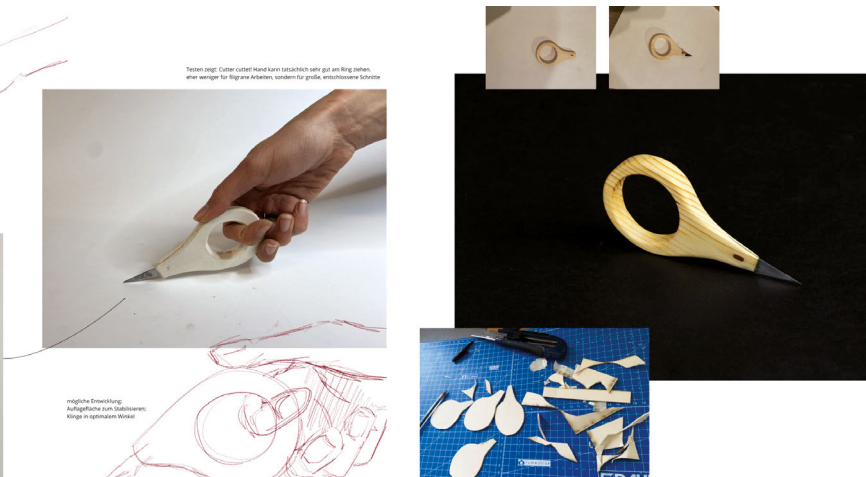 Testen zeigt: Cutter cuttet! Hand kann tatsächlich sehr gut am Ring ziehen.
eher weniger für filigrane Arbeiten, sondern für große, entschlossene Schnitte
mögliche Entwicklung:
Auflagefläche zum Stabilisieren;
Klinge in optimalem Winkel